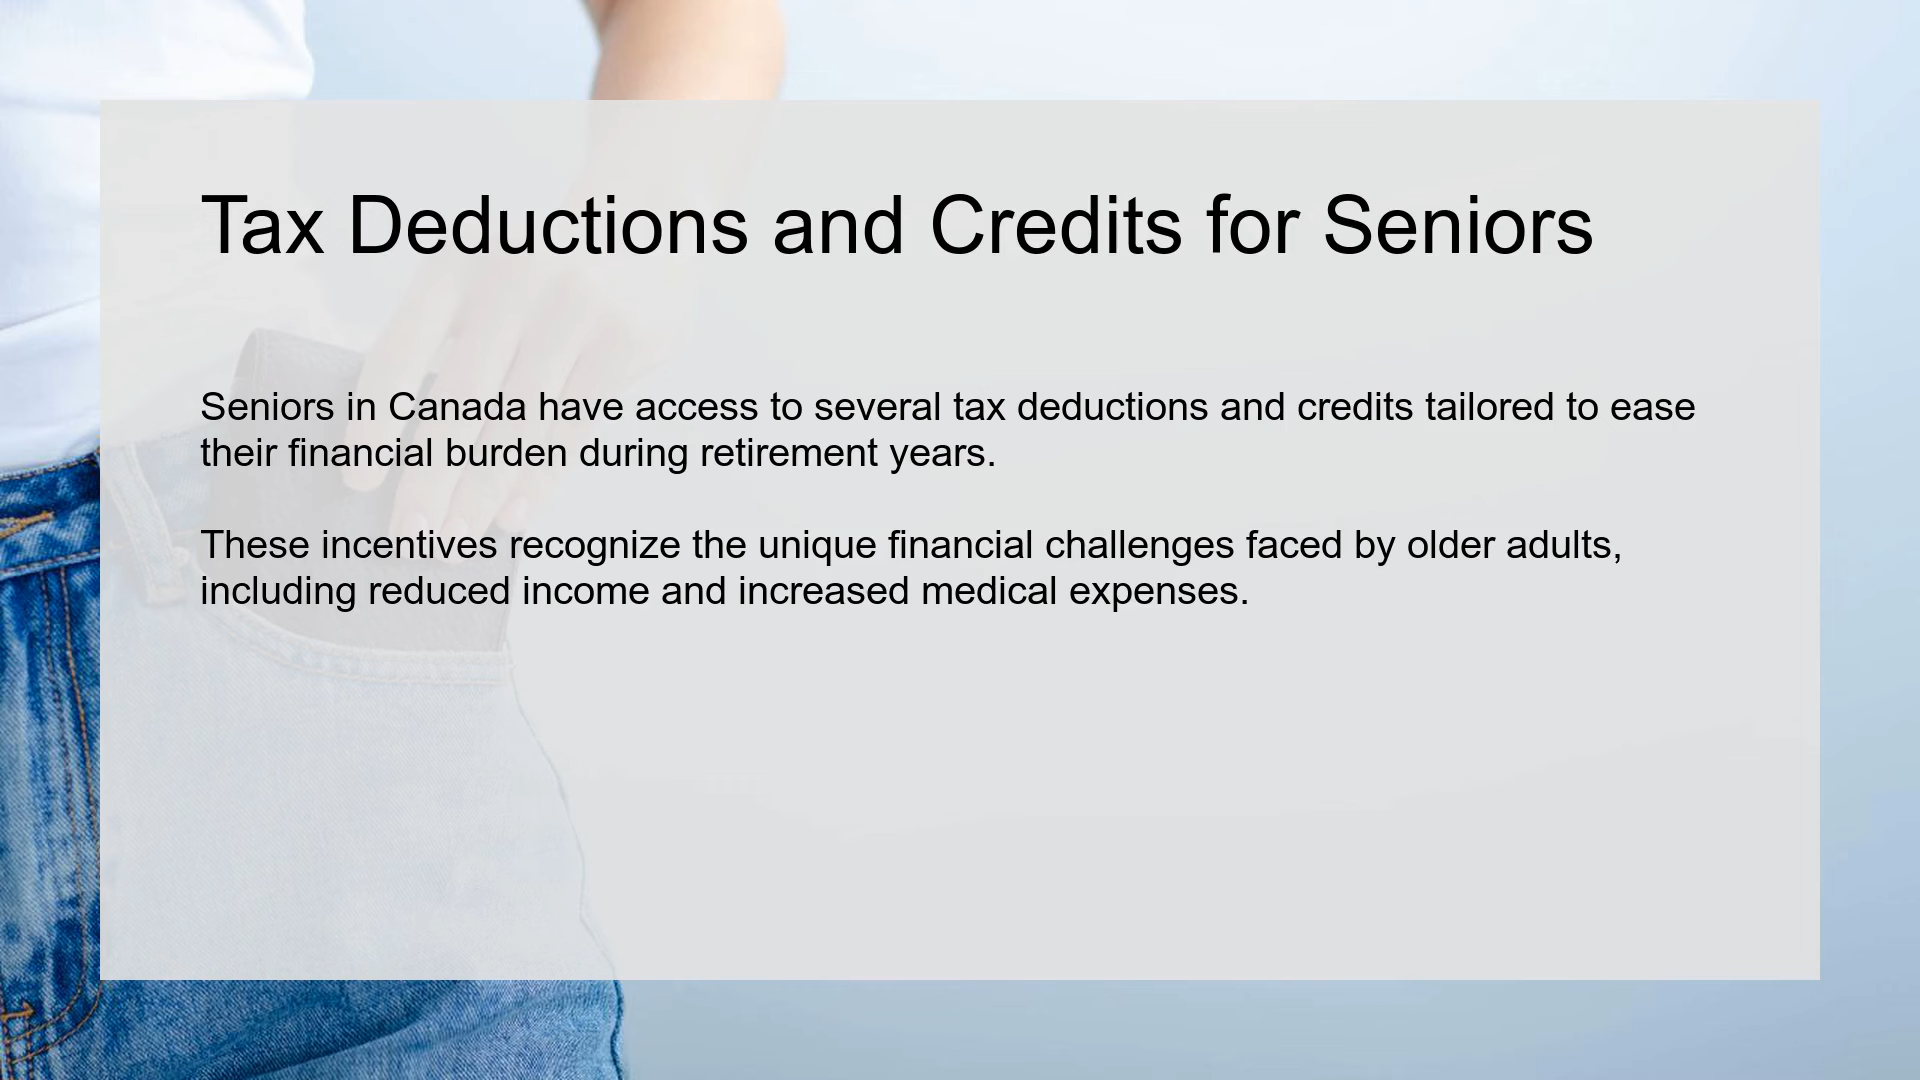 Tax Deductions and Credits for Seniors
Seniors in Canada have access to several tax deductions and credits tailored to ease
their financial burden during retirement years.
These incentives recognize the unique financial challenges faced by older adults,
including reduced income and increased medical expenses.